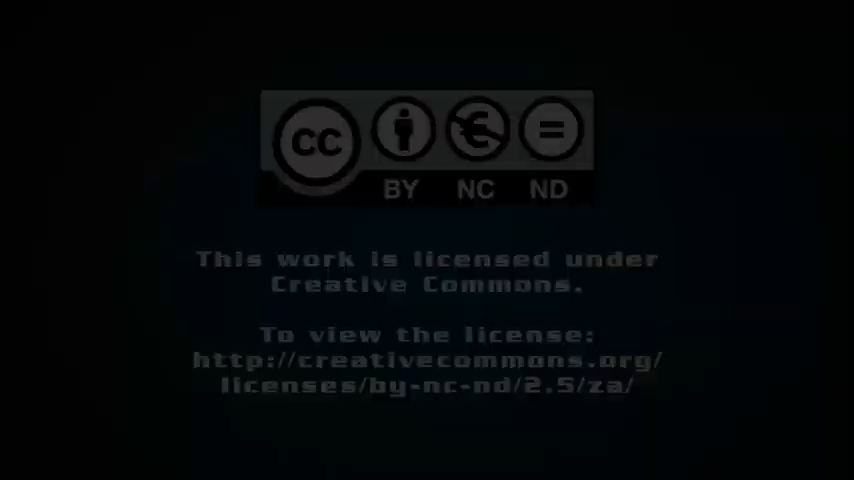 CC
BY NC ND
This work is licensed under
Creative Commons.
To view the license:
http://creativecommons.org/
licenses/by-nc-nd/2.5/za/